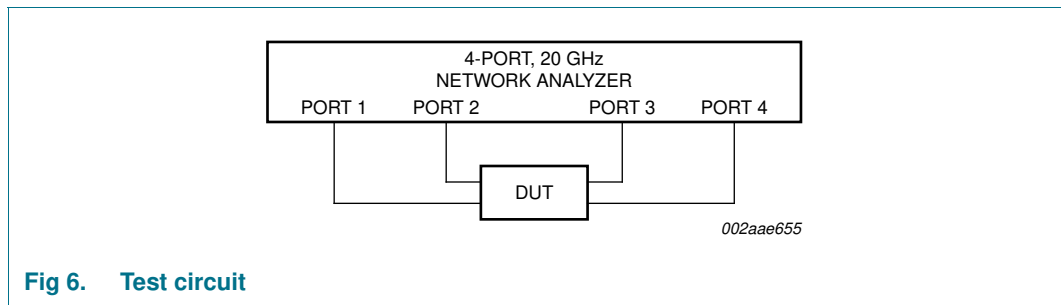 4-PORT, 20 GHz
NETWORK ANALYZER
PORT 1 PORT 2 PORT 3 PORT 4
DUT
002aae655
Fig 6. Test circuit